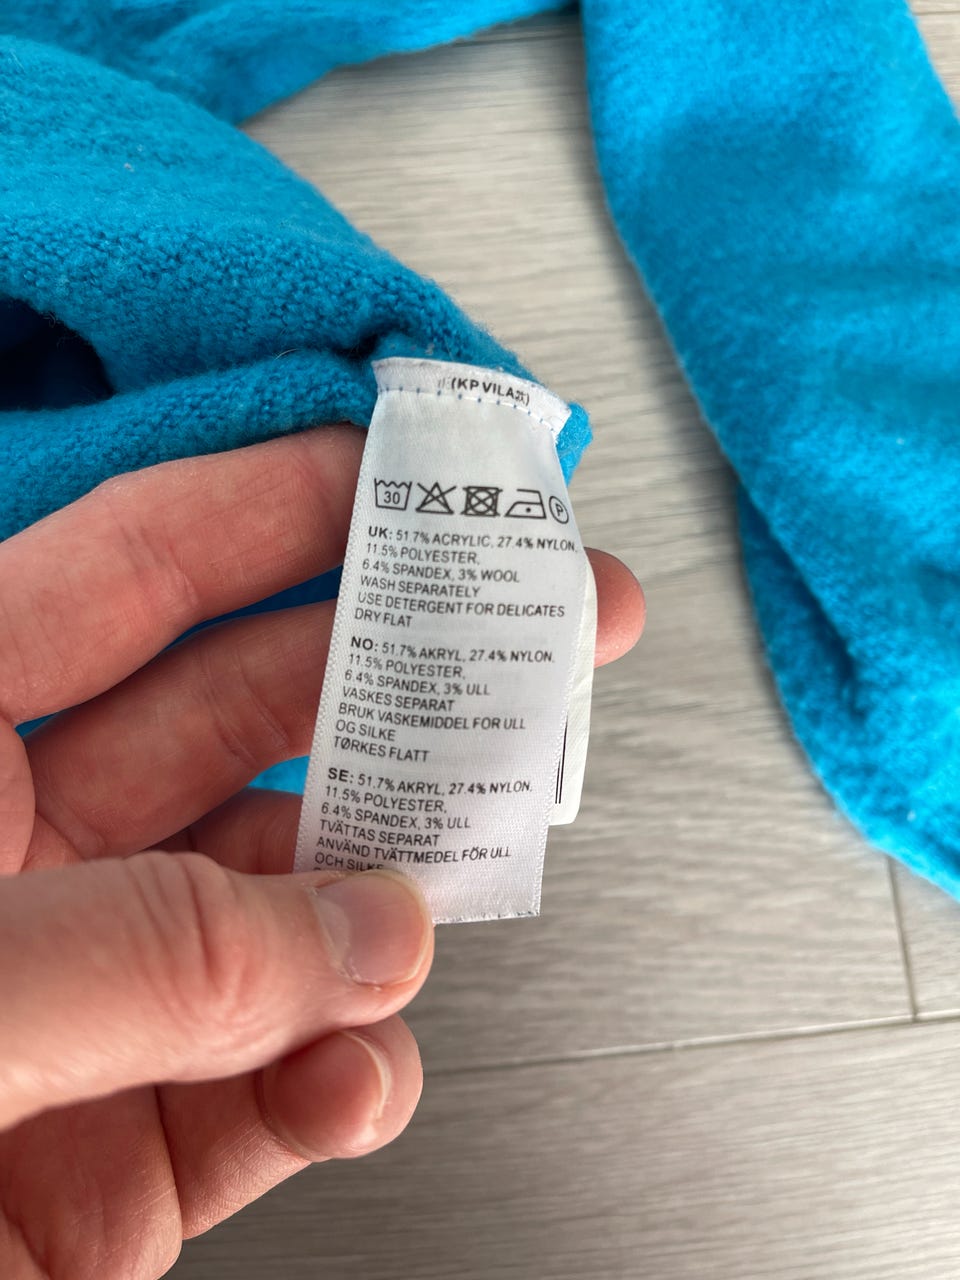 (KP VILA
30 P
UK: 51.7% ACRYLIC, 27.4% NYLON,
11.5% POLYESTER,
6.4% SPANDEX, 3% WOOL
WASH SEPARATELY
USE DETERGENT FOR DELICATES
DRY FLAT
NO: 51.7% AKRYL, 27.4% NYLON,
11.5% POLYESTER,
6.4% SPANDEX, 3% ULL
VASKES SEPARAT
BRUK VASKEMIDDEL FOR ULL
OG SILKE
TØRKES FLATT
SE: 51.7% AKRYL, 27.4% NYLON,
11.5% POLYESTER,
6.4% SPANDEX, 3% ULL
TVÄTTAS SEPARAT
ANVÄND TVÄTTMEDEL FÖR ULL
OCH SILKE